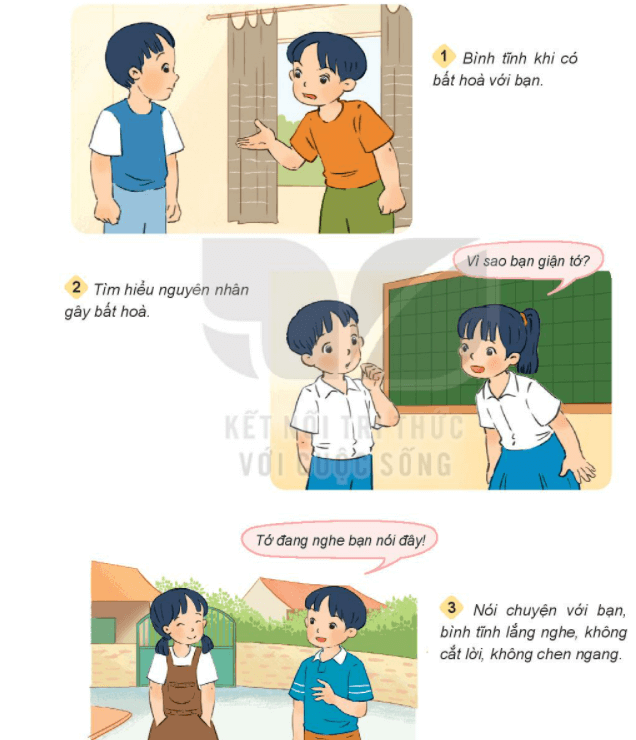 1 Bình tĩnh khi có
bất hoà với bạn.
Vì sao bạn giận tớ?
2 Tìm hiểu nguyên nhân
gây bất hoà.
KẾT NỐI TRI THỨC
VỚI CUỘC SỐNG
Tớ đang nghe bạn nói đây!
3 Nói chuyện với bạn,
bình tĩnh lắng nghe, không
cắt lời, không chen ngang.